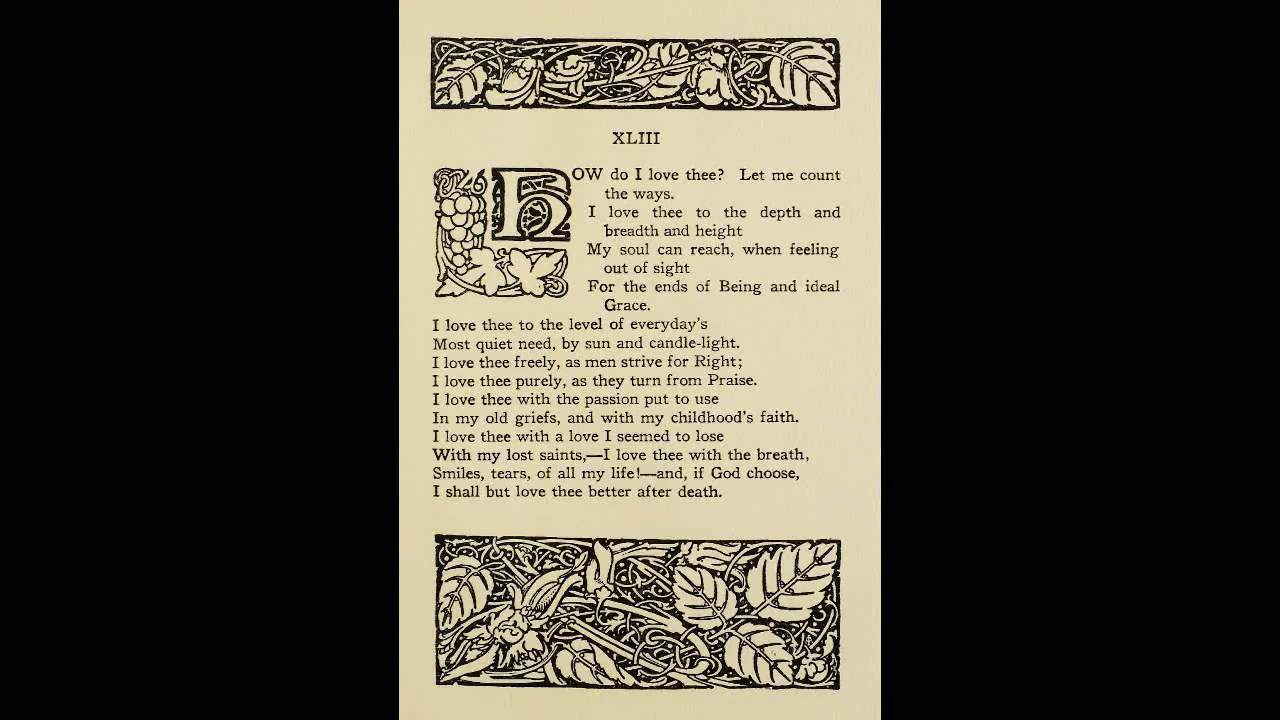 XLIII
HOW do I love thee? Let me count
the ways.
I love thee to the depth and
breadth and height
My soul can reach, when feeling
out of sight
For the ends of Being and ideal
Grace.
I love thee to the level of everyday's
Most quiet need, by sun and candle-light.
I love thee freely, as men strive for Right;
I love thee purely, as they turn from Praise.
I love thee with the passion put to use
In my old griefs, and with my childhood's faith.
I love thee with a love I seemed to lose
With my lost saints,—I love thee with the breath,
Smiles, tears, of all my life!—and, if God choose,
I shall but love thee better after death.